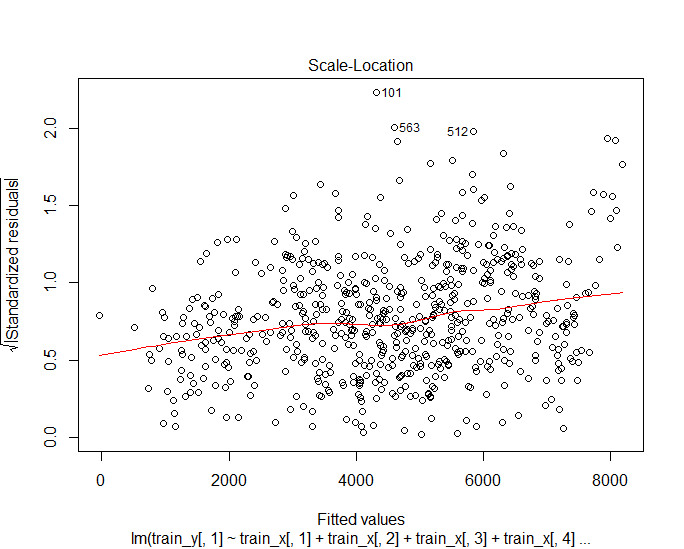 Scale-Location
101
563
512
√|Standardized residuals|
2.0
1.5
1.0
0.5
0.0
0 2000 4000 6000 8000
Fitted values
lm(train_y[, 1] ~ train_x[, 1] + train_x[, 2] + train_x[, 3] + train_x[, 4] ...